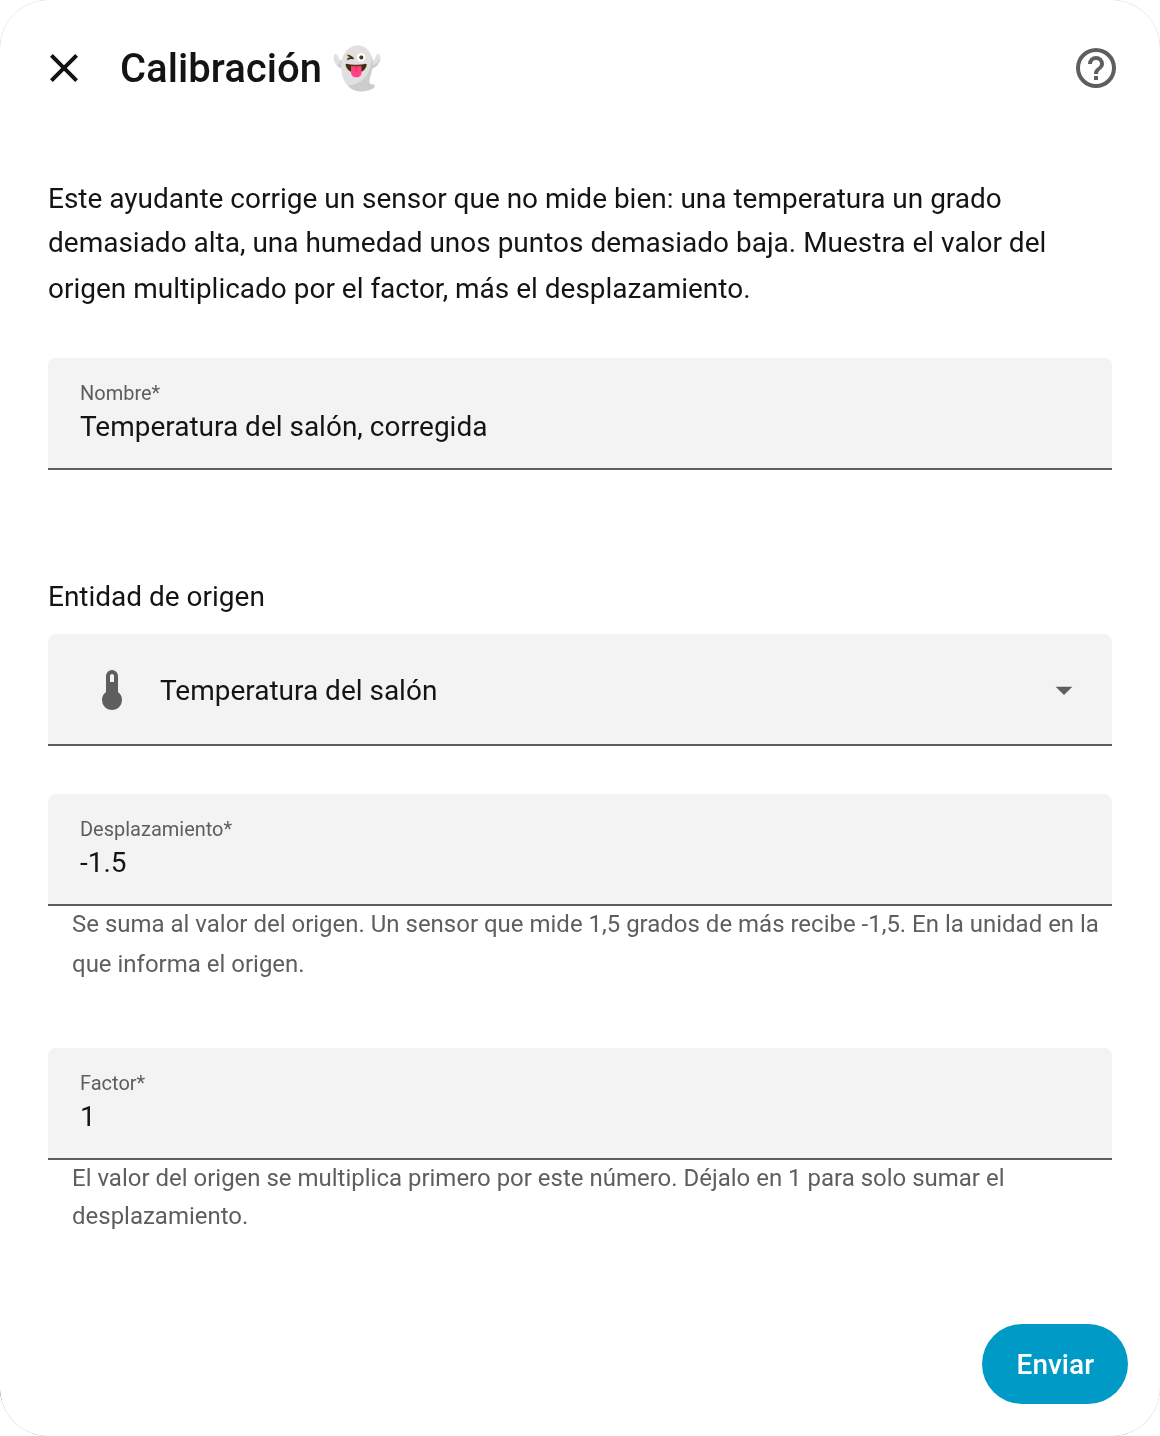 Calibración 👻
Este ayudante corrige un sensor que no mide bien: una temperatura un grado
demasiado alta, una humedad unos puntos demasiado baja. Muestra el valor del
origen multiplicado por el factor, más el desplazamiento.
Nombre*
Temperatura del salón, corregida
Entidad de origen
Temperatura del salón
Desplazamiento*
-1.5
Se suma al valor del origen. Un sensor que mide 1,5 grados de más recibe -1,5. En la unidad en la
que informa el origen.
Factor*
1
El valor del origen se multiplica primero por este número. Déjalo en 1 para solo sumar el
desplazamiento.
Enviar